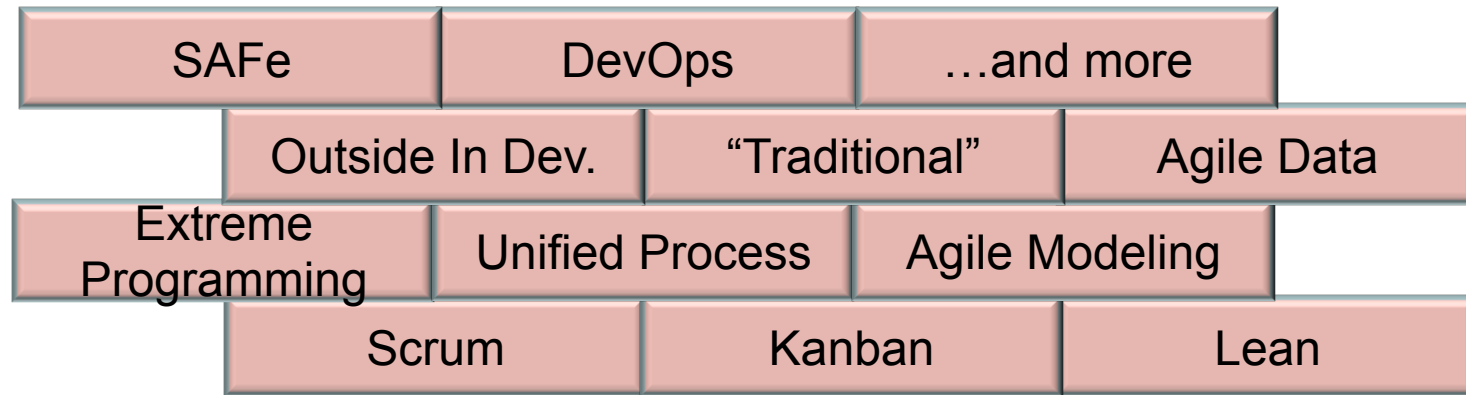 SAFe
DevOps
…and more
Outside In Dev.
“Traditional”
Agile Data
Extreme
Programming
Unified Process
Agile Modeling
Scrum
Kanban
Lean